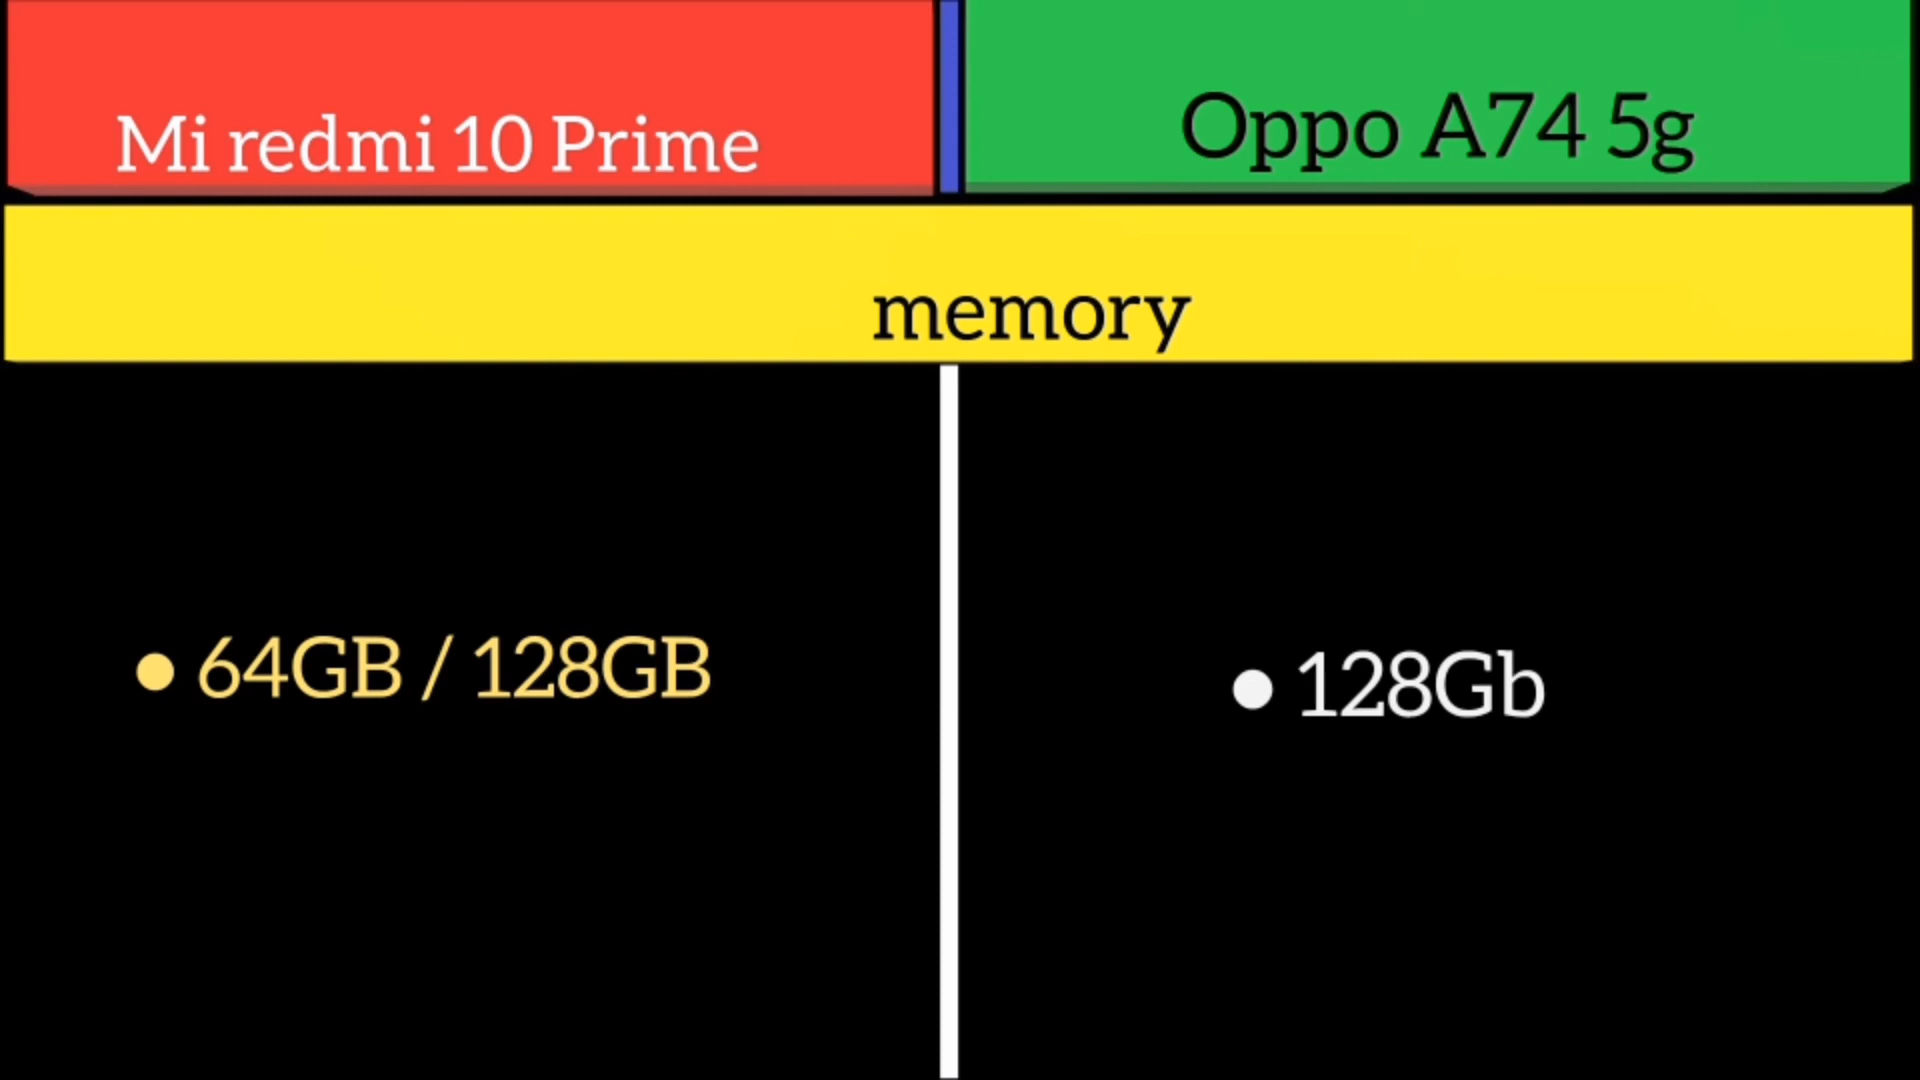 Mi redmi 10 Prime
Oppo A74 5g
memory
• 64GB / 128GB
• 128Gb